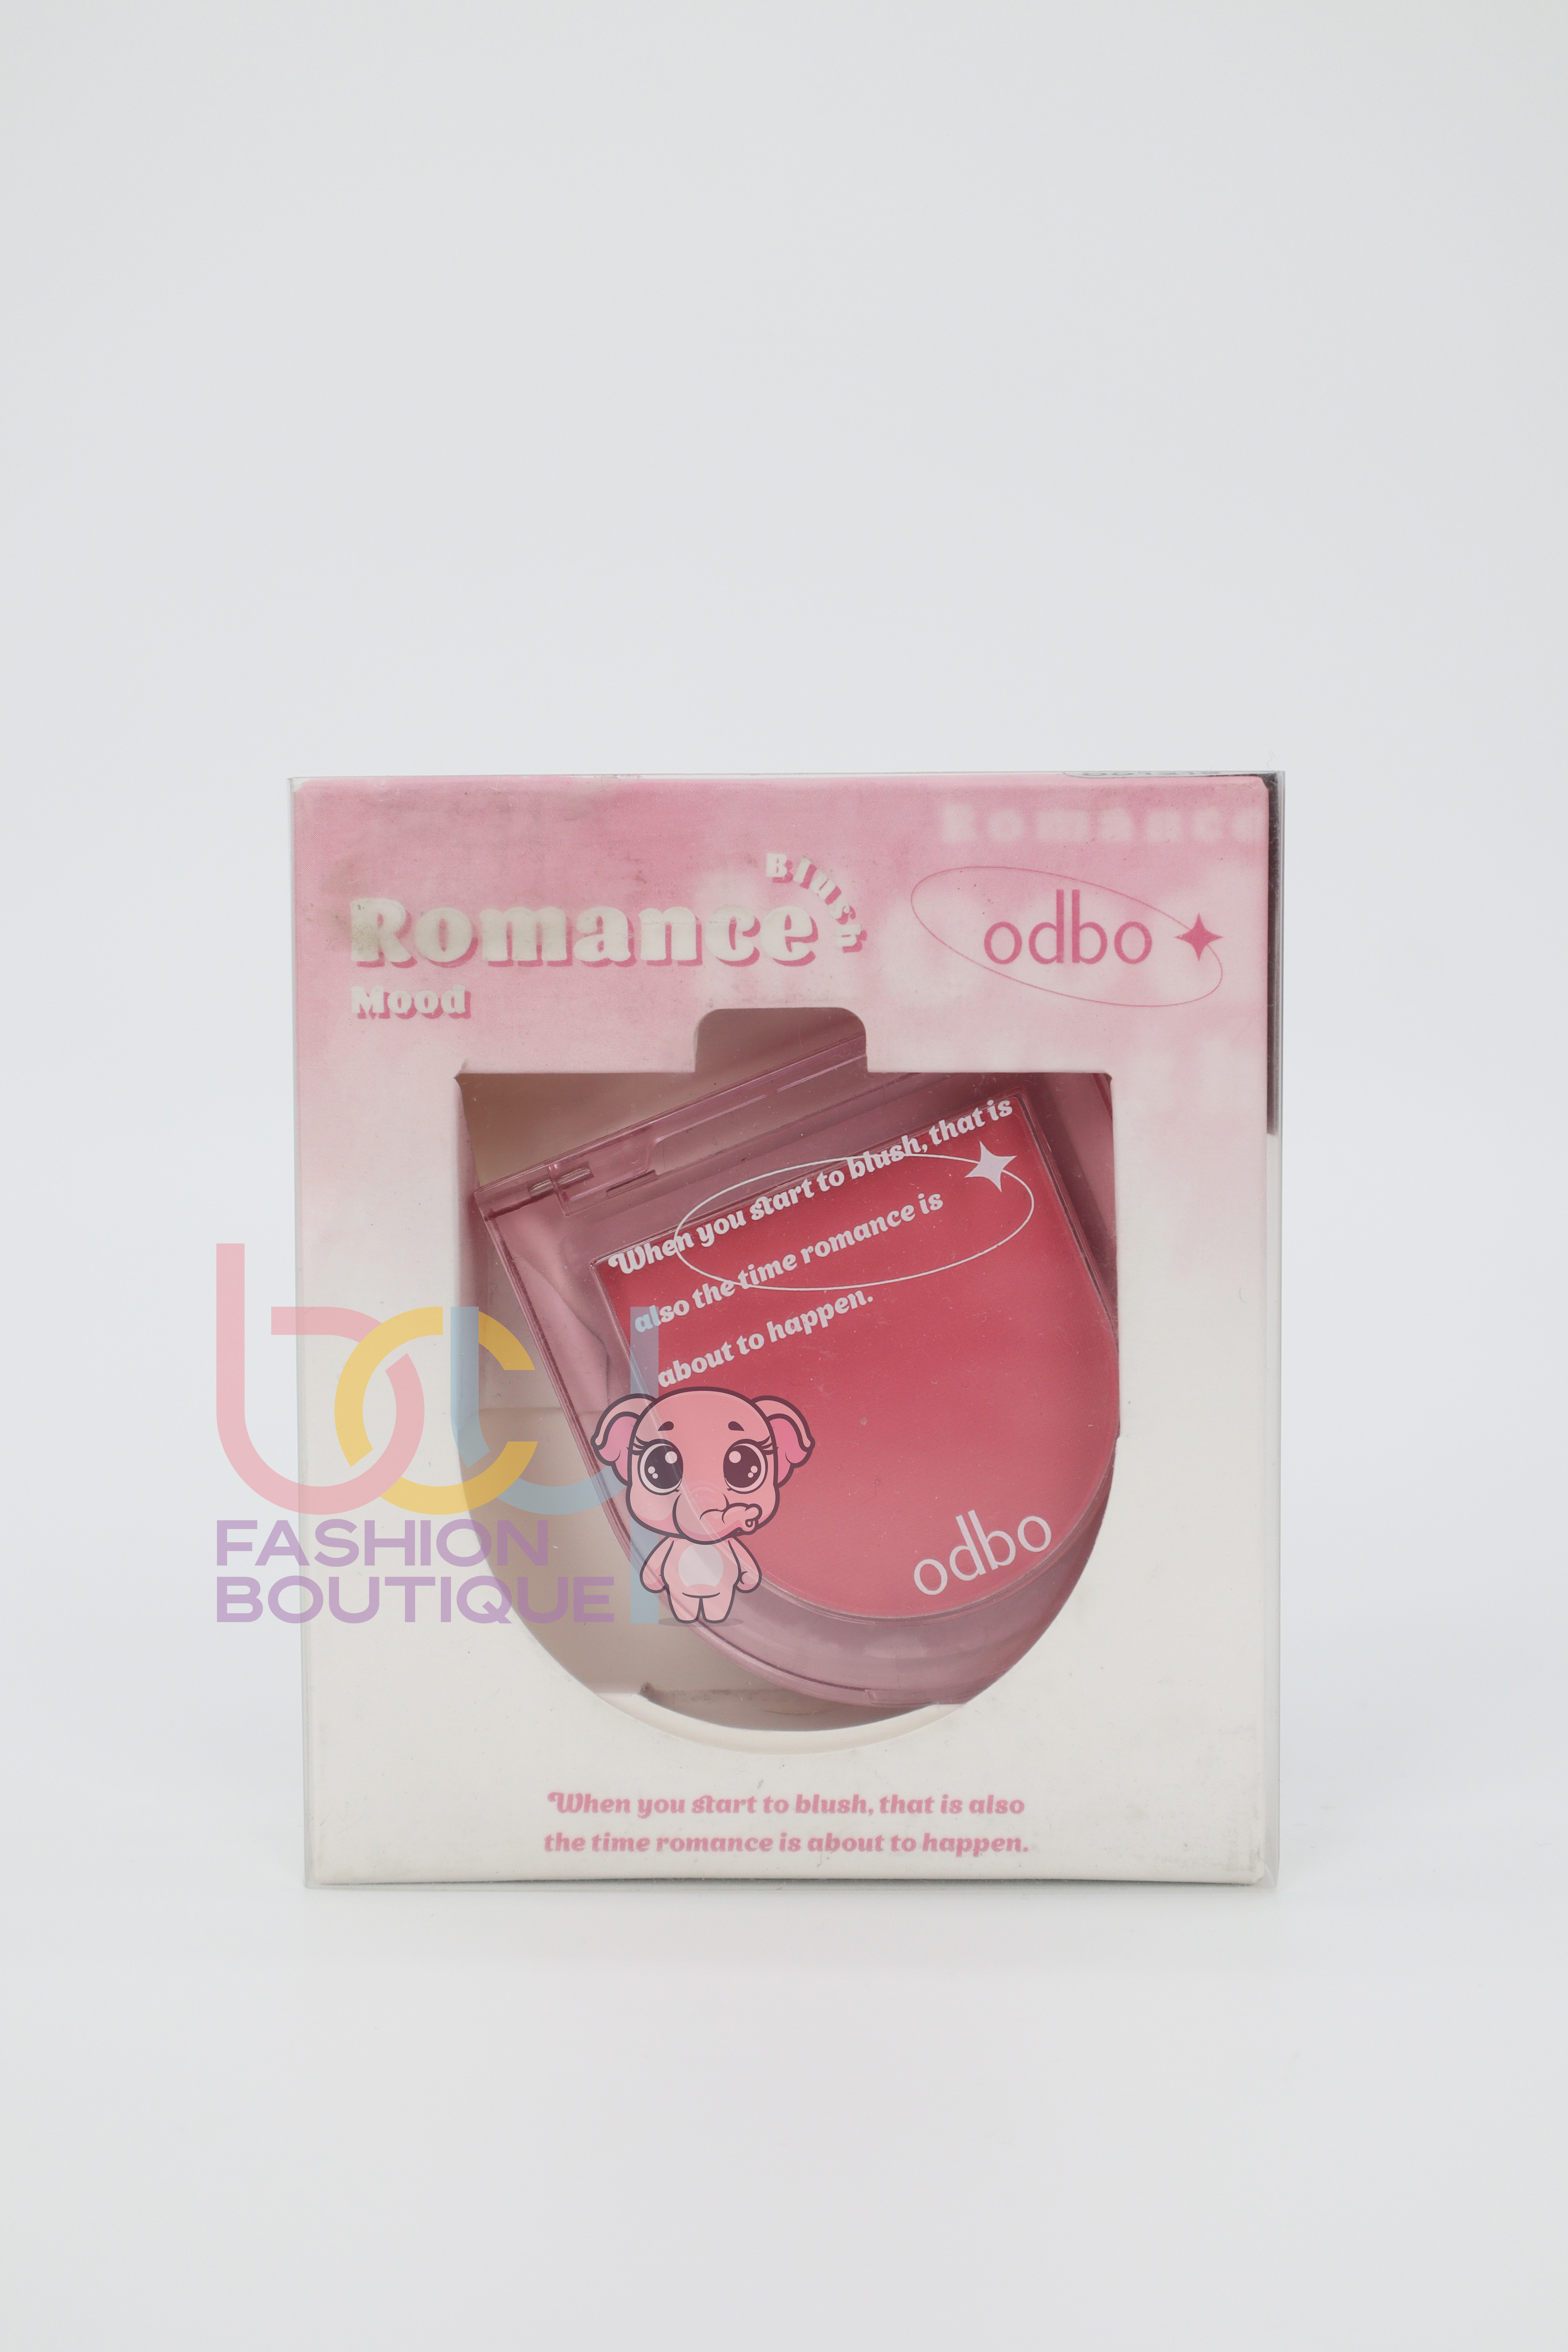 Romance
Blush
Romance
odbo
Mood
When you start to blush, that is
also the time romance is
about to happen.
bcd
FASHION
BOUTIQUE
odbo
When you start to blush, that is also
the time romance is about to happen.